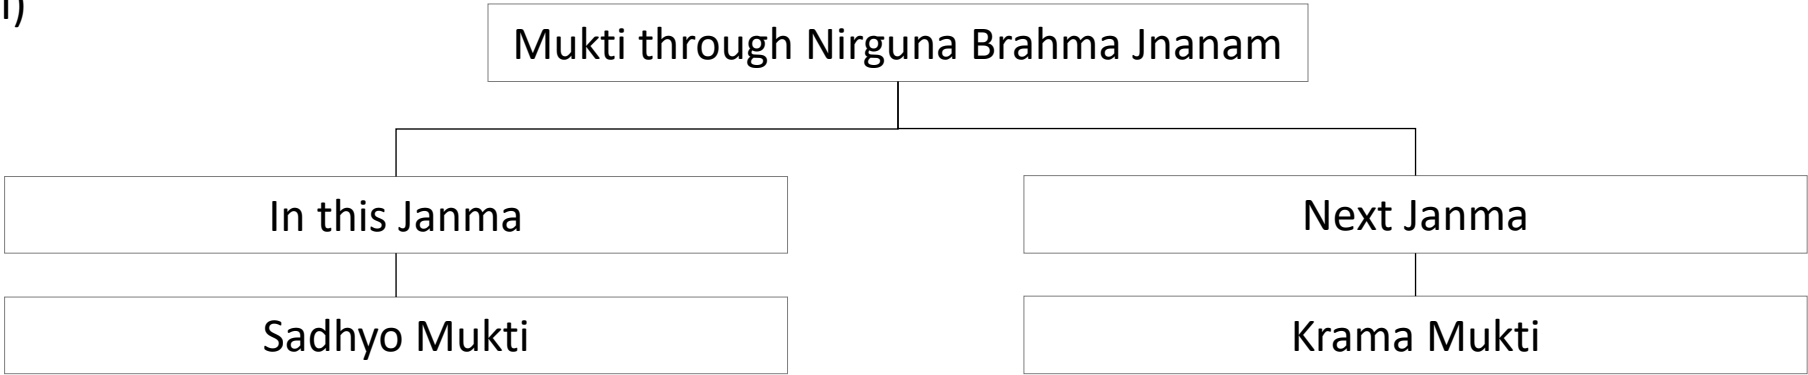 Mukti through Nirguna Brahma Jnanam
In this Janma
Next Janma
Sadhyo Mukti
Krama Mukti